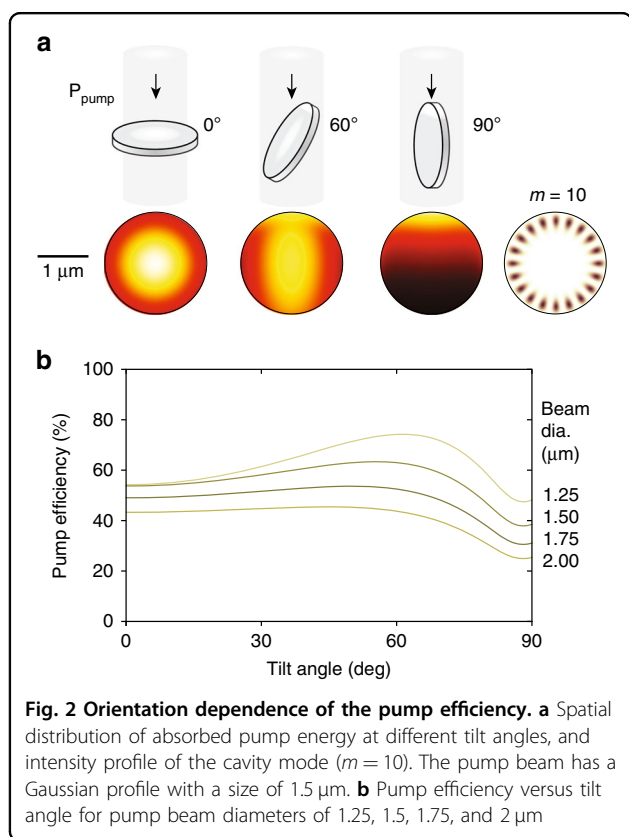 a
P_pump
0°
60°
90°
m = 10
1 μm
b
100
80
60
40
20
0
Pump efficiency (%)
0
30
60
90
Tilt angle (deg)
Beam
dia.
(μm)
1.25
1.50
1.75
2.00
Fig. 2 Orientation dependence of the pump efficiency. a Spatial
distribution of absorbed pump energy at different tilt angles, and
intensity profile of the cavity mode (m = 10). The pump beam has a
Gaussian profile with a size of 1.5 μm. b Pump efficiency versus tilt
angle for pump beam diameters of 1.25, 1.5, 1.75, and 2 μm